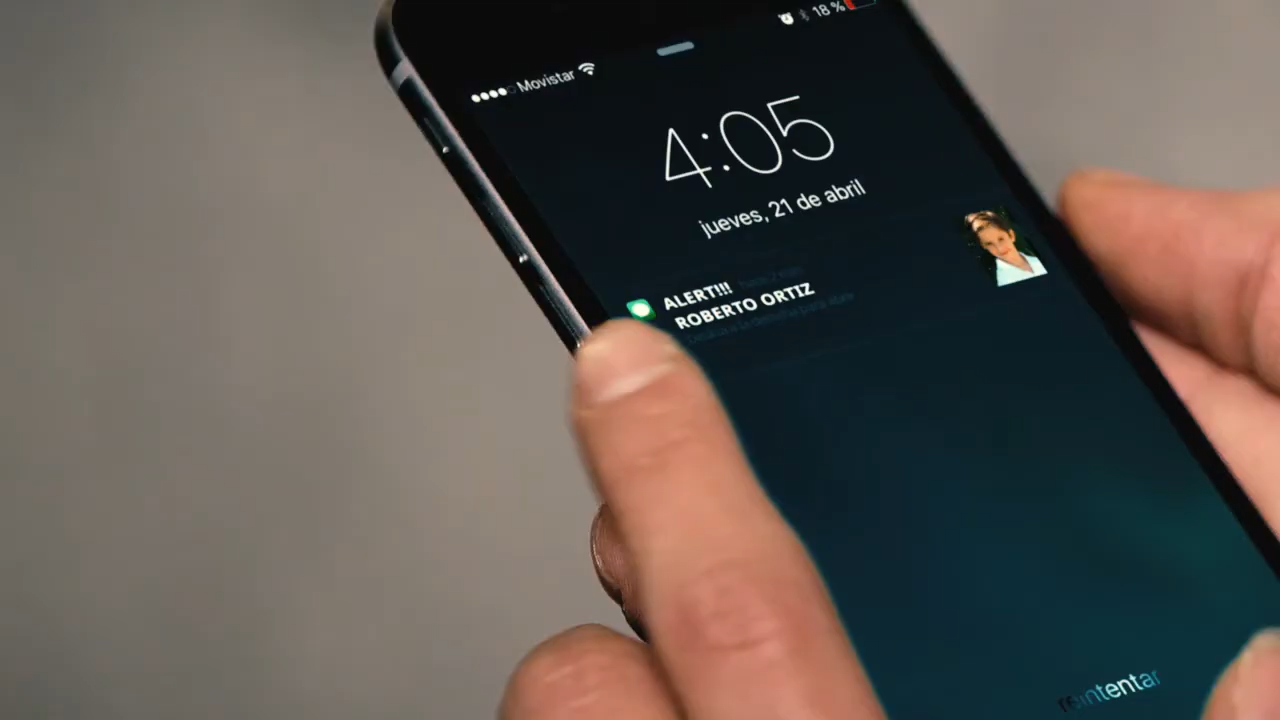 18 %
Movistar
4:05
jueves, 21 de abril
ALERT!!!
ROBERTO ORTIZ
reintentar